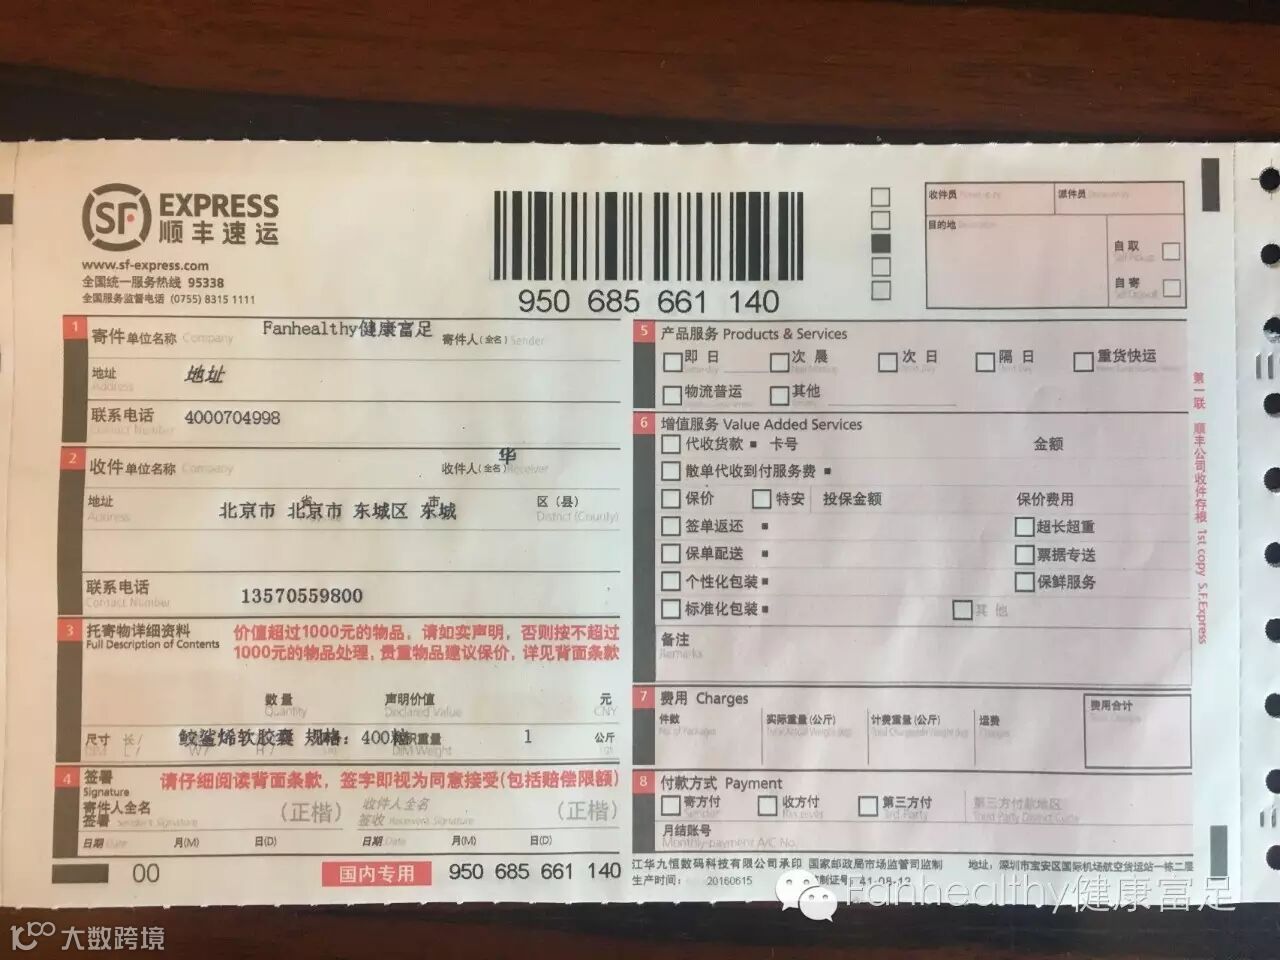 SF EXPRESS
顺丰速运
www.sf-express.com
全国统一服务热线 95338
全国服务监督电话 (0755) 8315 1111
950 685 661 140
收件员
派件员
目的地
自取
自寄
1 寄件单位名称 Company Fanhealthy健康富足 寄件人(全名) Sender
地址 Address 地址
联系电话 Contact Number 4000704998
2 收件单位名称 Company 收件人(全名) Receiver 华
地址 Address 北京市 北京市 东城区 东城 省 市 区(县) District (County)
联系电话 Contact Number 13570559800
3 托寄物详细资料 Full Description of Contents
价值超过1000元的物品，请如实声明，否则按不超过
1000元的物品处理，贵重物品建议保价，详见背面条款
数量 Quantity 声明价值 Declared Value 元 CNY
尺寸 长/ 鲛鲨烯软胶囊 规格：400粒 重量 DIM Weight 1 公斤
4 签署 Signature 请仔细阅读背面条款，签字即视为同意接受(包括赔偿限额)
寄件人全名 签署 (正楷) 收件人全名 签收 (正楷)
日期 Date 月(M) 日(D) 日期 Date 月(M) 日(D)
00 国内专用 950 685 661 140
5 产品服务 Products & Services
即日 次晨 次日 隔日 重货快运
物流普运 其他
6 增值服务 Value Added Services
代收货款 卡号 金额
散单代收到付服务费
保价 特安 投保金额 保价费用
签单返还 超长超重
保单配送 票据专送
个性化包装 保鲜服务
标准化包装 其他
备注 Remarks
7 费用 Charges
件数 实际重量(公斤) 计费重量(公斤) 运费 费用合计
8 付款方式 Payment
寄方付 Sender 收方付 Receiver 第三方付 3rd Party 第三方付款地区
月结账号 Monthly-payment A/C No.
江华九恒数码科技有限公司承印 国家邮政局市场监管司监制 地址：深圳市宝安区国际机场航空货运站一栋二层
生产时间： 20160615 制证号 41-08-12
第一联 顺丰公司收件存根 1st copy S.F.Express
Fanhealthy健康富足
大数跨境